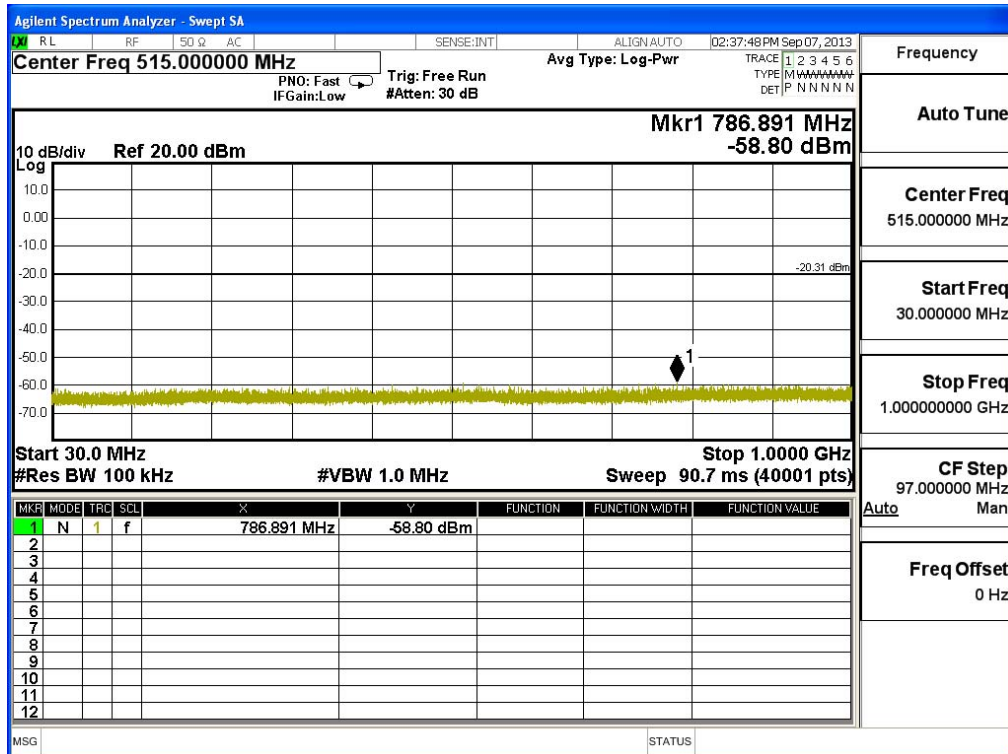 Agilent Spectrum Analyzer - Swept SA
LXI RL RF 50 Ω AC SENSE:INT ALIGN AUTO 02:37:48 PM Sep 07, 2013
Center Freq 515.000000 MHz
PNO: Fast
IFGain:Low
Trig: Free Run
#Atten: 30 dB
Avg Type: Log-Pwr
TRACE 1 2 3 4 5 6
TYPE M
DET P N N N N N
Mkr1 786.891 MHz
-58.80 dBm
10 dB/div Ref 20.00 dBm
Log
10.0
0.00
-10.0
-20.0
-20.31 dBm
-30.0
-40.0
-50.0
1
-60.0
-70.0
Start 30.0 MHz Stop 1.0000 GHz
#Res BW 100 kHz #VBW 1.0 MHz Sweep 90.7 ms (40001 pts)
MKR MODE TRC SCL X Y FUNCTION FUNCTION WIDTH FUNCTION VALUE
1 N 1 f 786.891 MHz -58.80 dBm
2
3
4
5
6
7
8
9
10
11
12
MSG STATUS
Frequency
Auto Tune
Center Freq
515.000000 MHz
Start Freq
30.000000 MHz
Stop Freq
1.000000000 GHz
CF Step
97.000000 MHz
Auto Man
Freq Offset
0 Hz